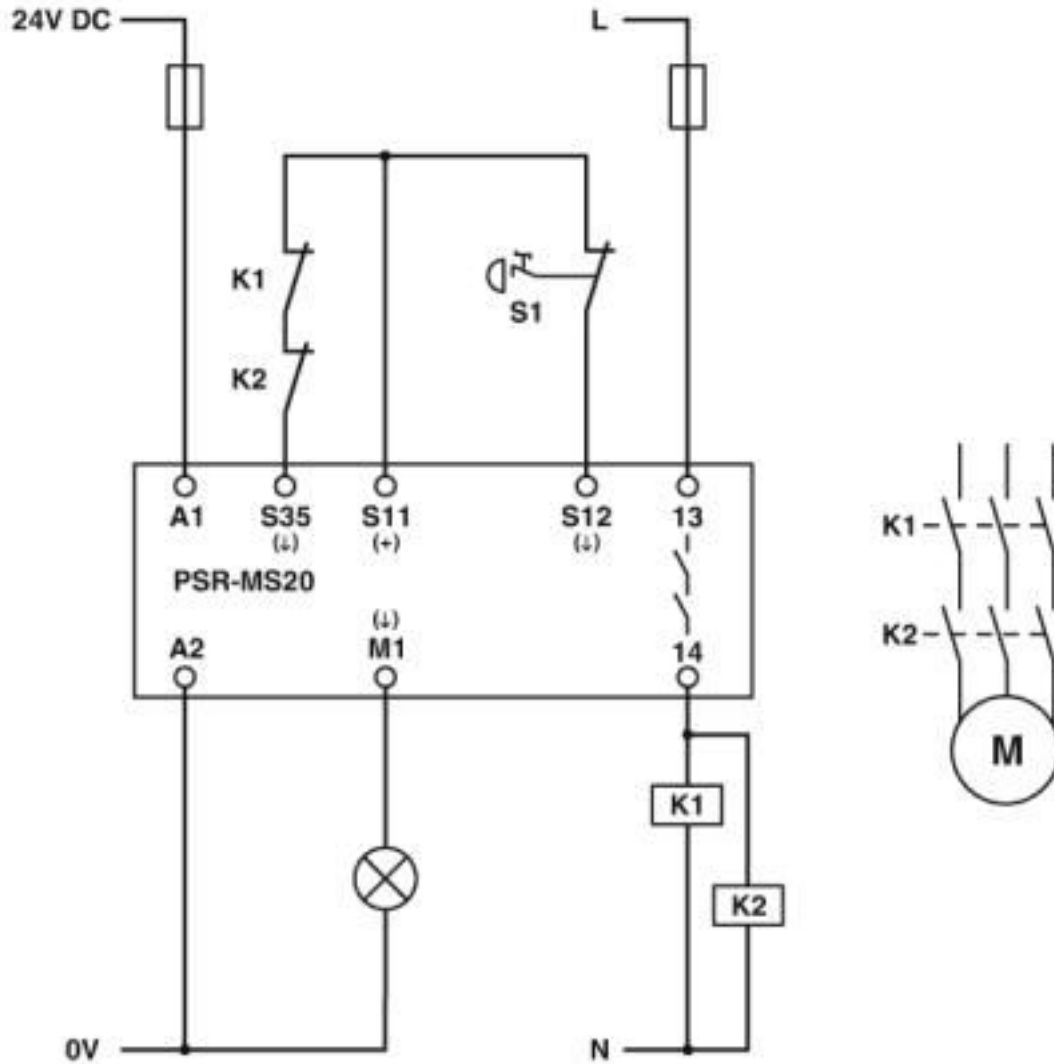 24V DC
L
K1
S1
K2
A1 S35 S11 S12 13
(↓) (+) (↓)
PSR-MS20
(↓)
A2 M1 14
K1
K2
M
K1
K2
0V
N